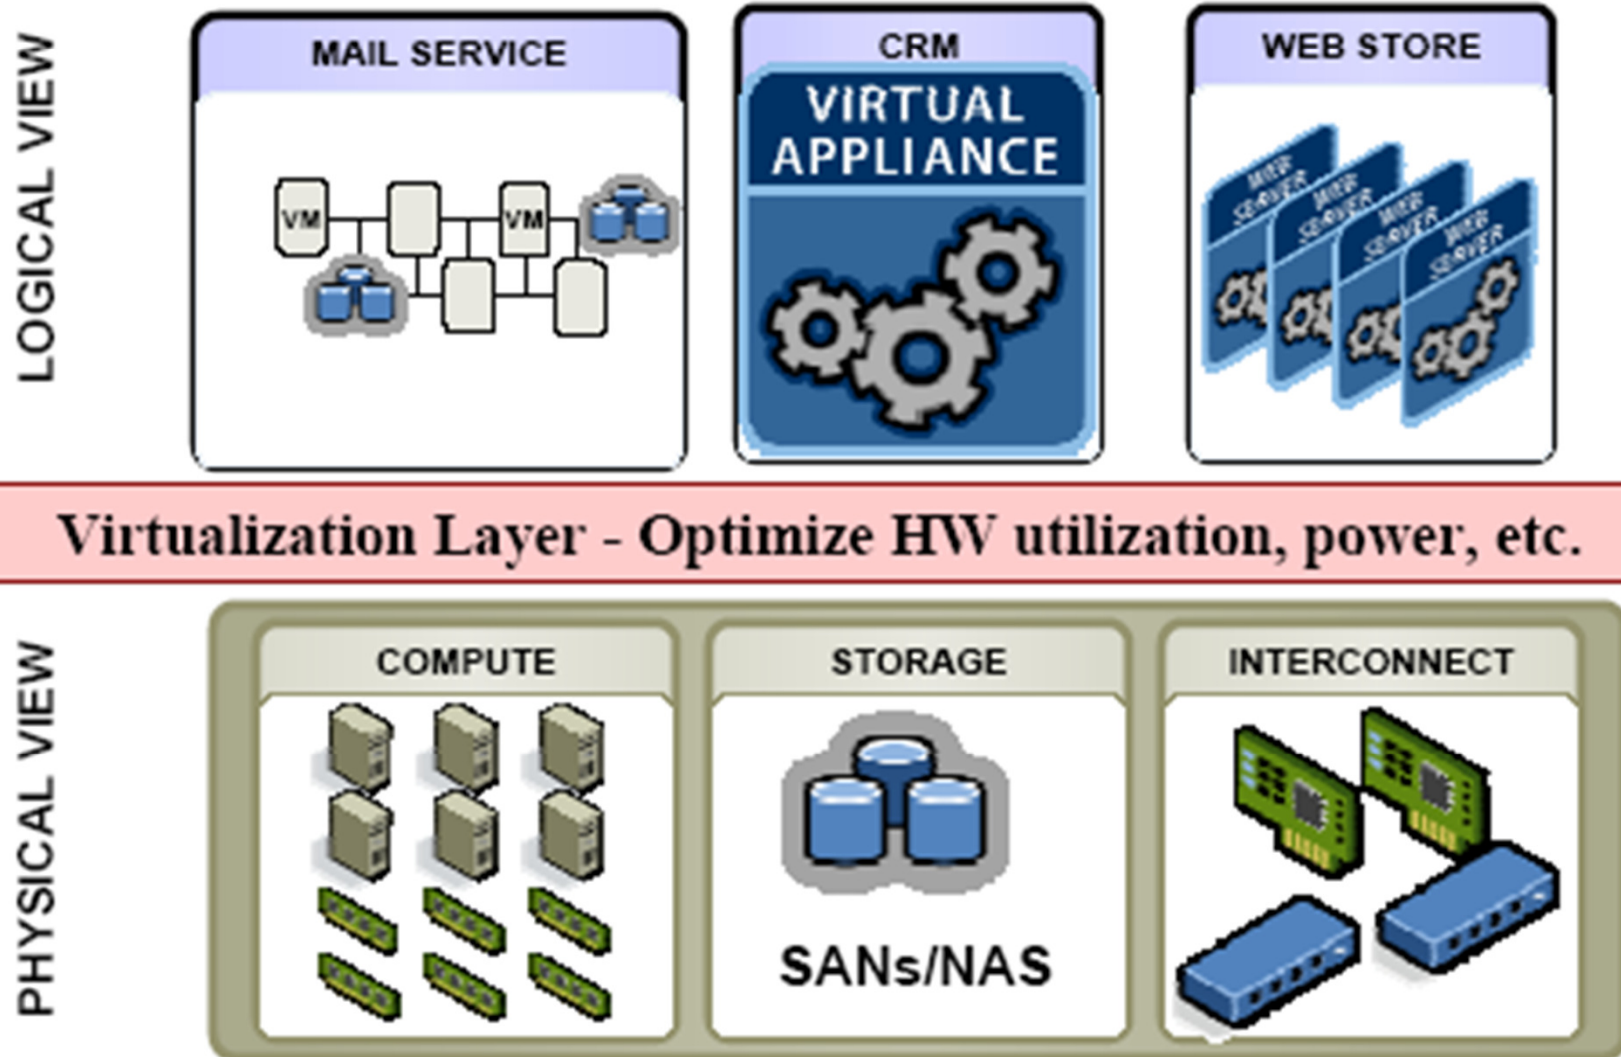 LOGICAL VIEW
MAIL SERVICE
VM
VM
CRM
VIRTUAL
APPLIANCE
WEB STORE
WEB
SERVER
WEB
SERVER
WEB
SERVER
WEB
SERVER
Virtualization Layer - Optimize HW utilization, power, etc.
PHYSICAL VIEW
COMPUTE
STORAGE
SANs/NAS
INTERCONNECT